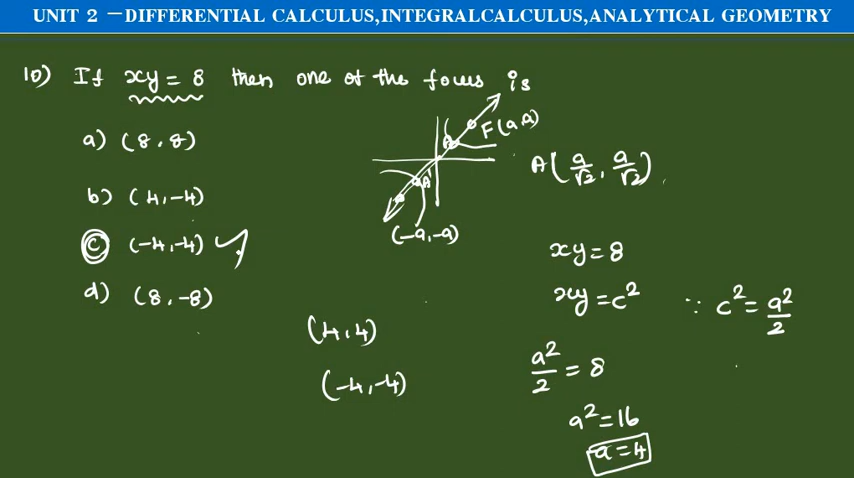 UNIT 2 －DIFFERENTIAL CALCULUS,INTEGRALCALCULUS,ANALYTICAL GEOMETRY
10) If xy = 8 then one of the focus is
a) (8, 8)
b) (4, -4)
c) (-4, -4) ✓
d) (8, -8)
F(a, a)
A
A'
(-a, -a)
A(a/√2, a/√2)
xy = 8
xy = c² ∵ c² = a²/2
a²/2 = 8
a² = 16
a = 4
(4, 4)
(-4, -4)